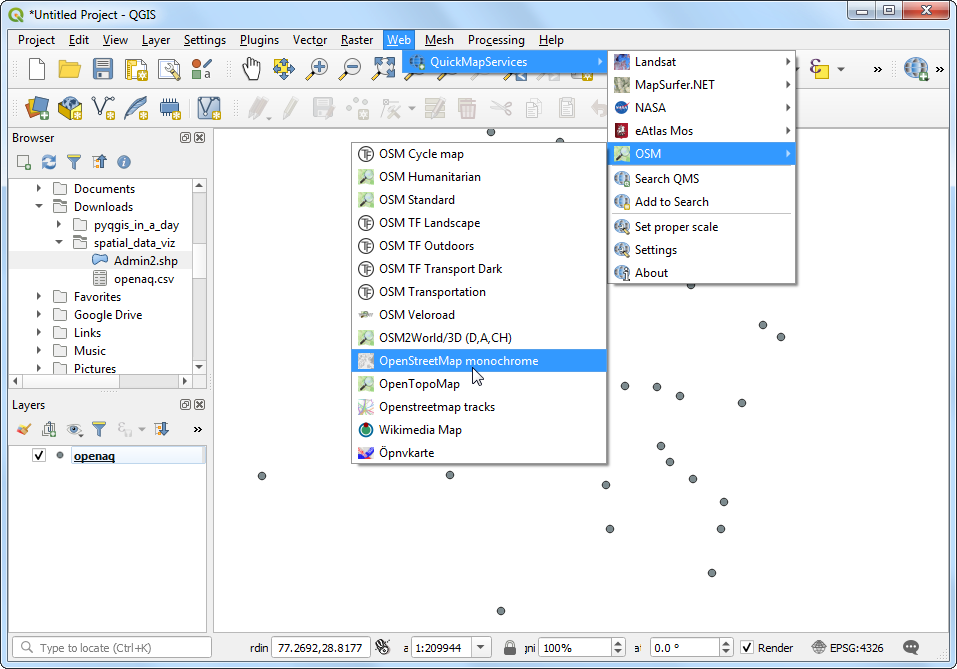 *Untitled Project - QGIS
Project Edit View Layer Settings Plugins Vector Raster Web Mesh Processing Help
QuickMapServices
Landsat
MapSurfer.NET
NASA
eAtlas Mos
OSM
Search QMS
Add to Search
Set proper scale
Settings
About
OSM Cycle map
OSM Humanitarian
OSM Standard
OSM TF Landscape
OSM TF Outdoors
OSM TF Transport Dark
OSM Transportation
OSM Veloroad
OSM2World/3D (D,A,CH)
OpenStreetMap monochrome
OpenTopoMap
Openstreetmap tracks
Wikimedia Map
Öpnvkarte
Browser
Documents
Downloads
pyqgis_in_a_day
spatial_data_viz
Admin2.shp
openaq.csv
Favorites
Google Drive
Links
Music
Pictures
Layers
openaq
Type to locate (Ctrl+K) rdin 77.2692,28.8177 a 1:209944 gni 100% at 0.0 ° Render EPSG:4326